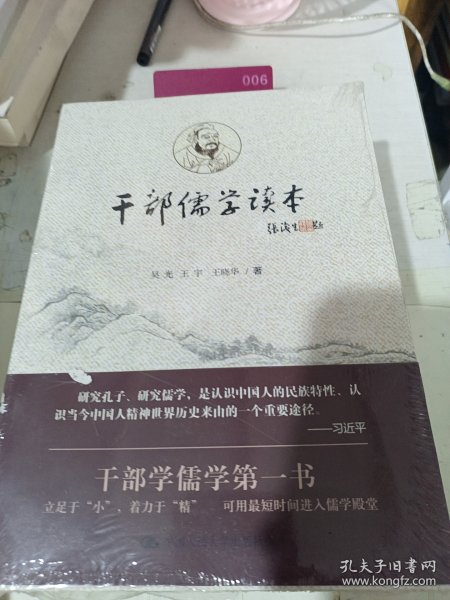 006
干部儒学读本
张浚生题
吴光 王宇 王晓华/著
研究孔子、研究儒学，是认识中国人的民族特性、认
识当今中国人精神世界历史来由的一个重要途径。
——习近平
干部学儒学第一书
立足于“小”，着力于“精” 可用最短时间进入儒学殿堂
孔夫子旧书网
www.kongfz.com